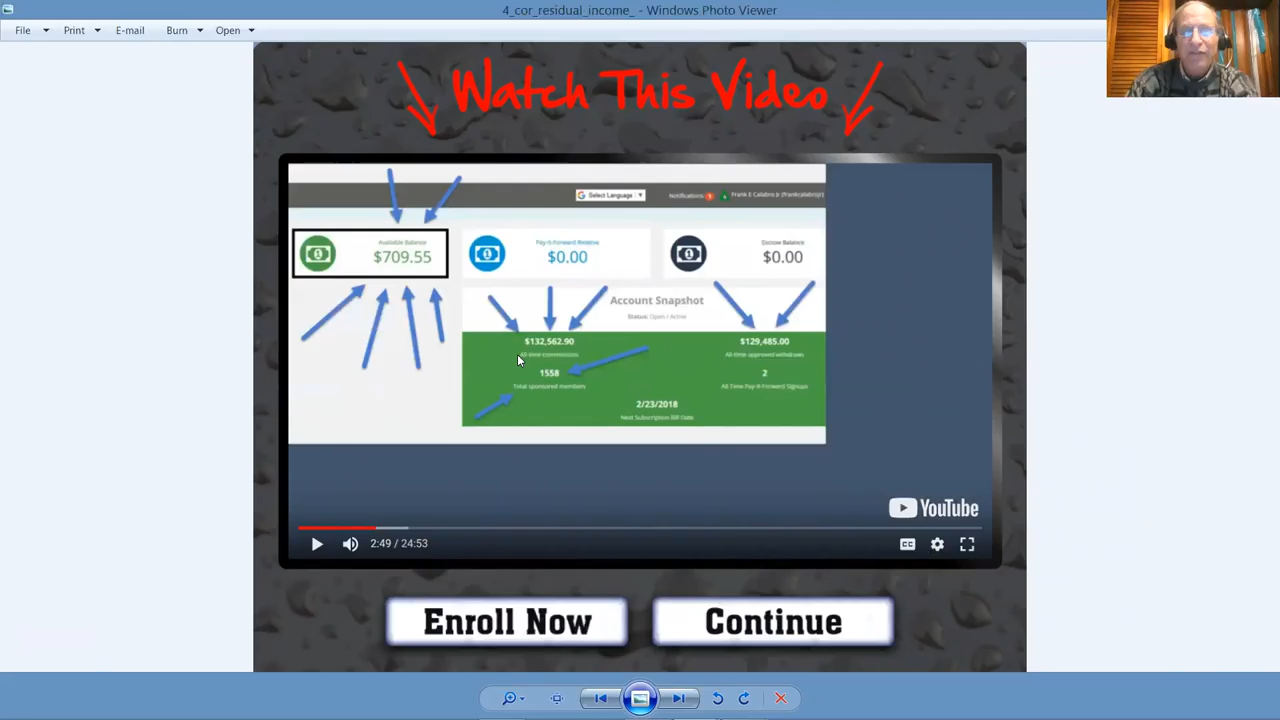 4_cor_residual_income_ - Windows Photo Viewer
File Print E-mail Burn Open
Watch This Video
Select Language
Notifications 1 Frank E Calabro Jr (frankcalabrojr)
Available Balance
$709.55
Pay-It-Forward Balance
$0.00
Escrow Balance
$0.00
Account Snapshot
Status: Open / Active
$132,562.90
All-time commissions
$129,485.00
All-time approved withdraws
1558
Total sponsored members
2
All Time Pay-It-Forward Signups
2/23/2018
Next Subscription Bill Date
YouTube
2:49 / 24:53
CC
Enroll Now
Continue